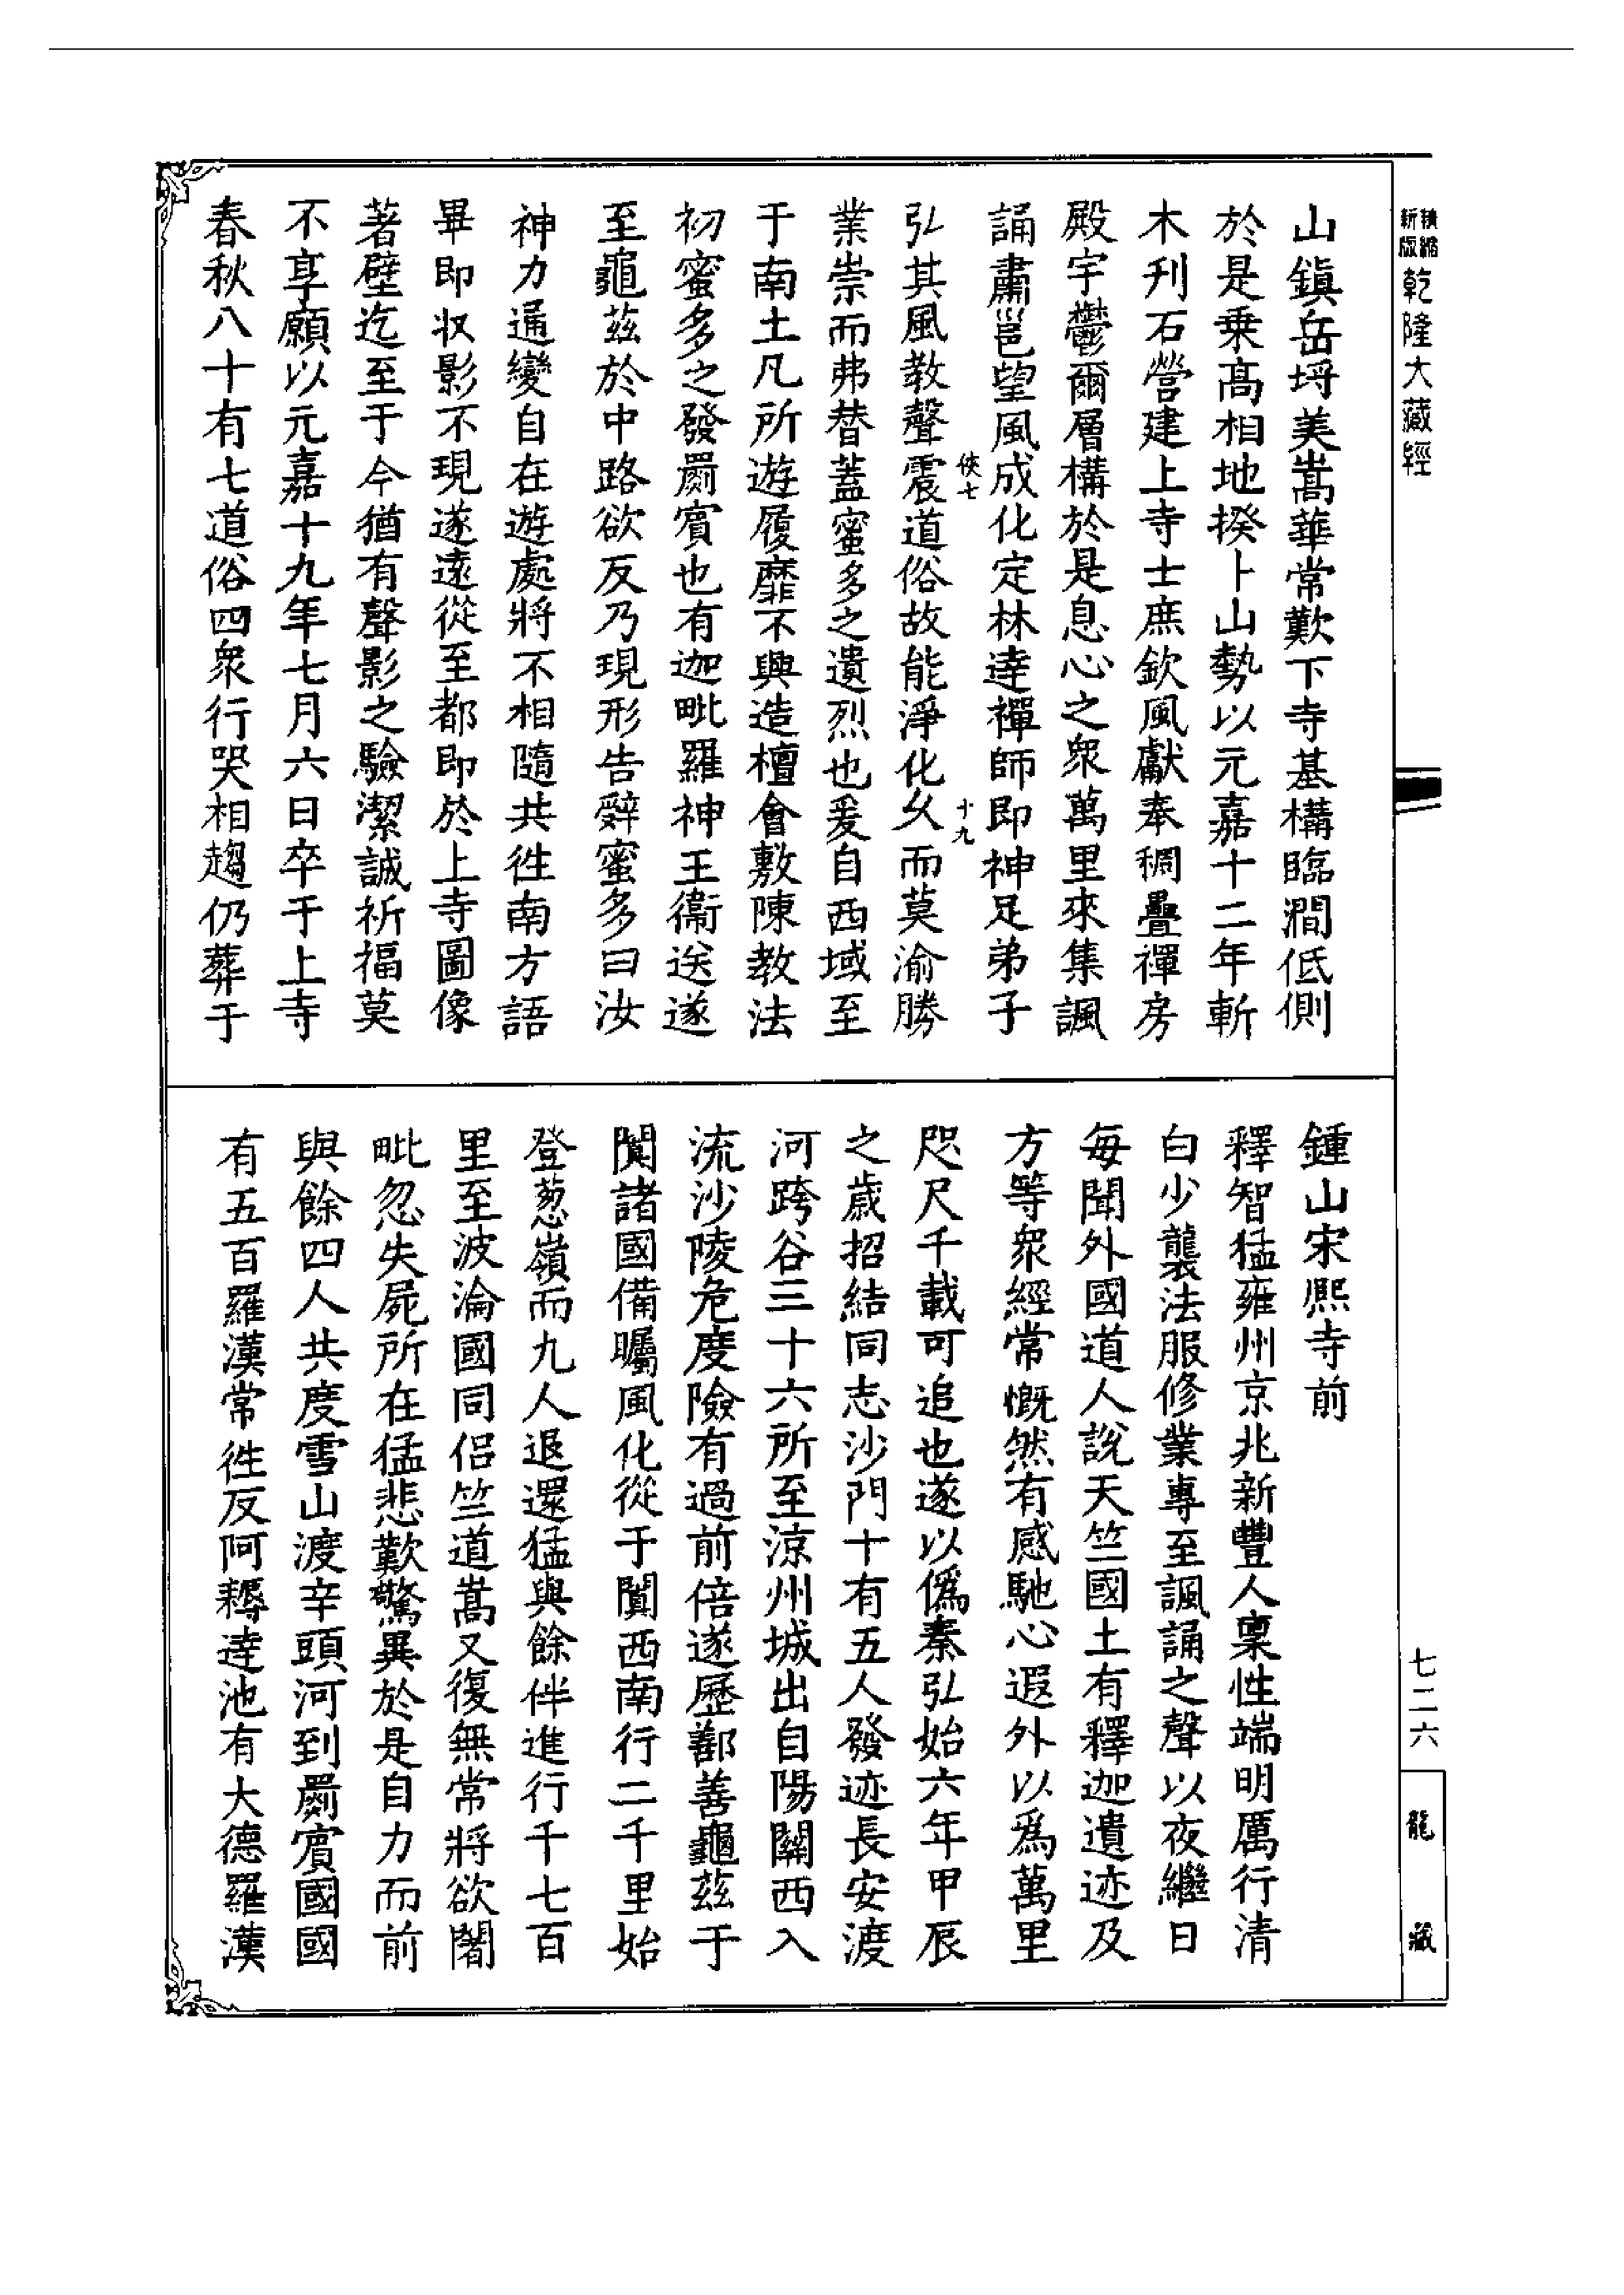 新版精縮乾隆大藏經
山鎮岳埒美嵩華常歎下寺基構臨澗低側
於是乗髙相地揆卜山勢以元嘉十二年斬
木刋石營建上寺士庶欽風獻奉稠疊禪房
殿宇鬱爾層構於是息心之衆萬里來集諷
誦肅邕望風成化定林達禪師即神足弟子
俠七
十九
弘其風教聲震道俗故能淨化乆而莫渝勝
業崇而弗替蓋蜜多之遺烈也爰自西域至
于南土凡所遊履靡不興造檀會敷陳教法
初蜜多之發罽賓也有迦毗羅神王衞送遂
至龜兹於中路欲反乃現形告辭蜜多曰汝
神力通變自在遊處將不相隨共徃南方語
畢即収影不現遂逺從至都即於上寺圖像
著壁迄至于今猶有聲影之驗潔誠祈福莫
不享願以元嘉十九年七月六日卒于上寺
春秋八十有七道俗四衆行哭相趨仍葬于
鍾山宋熈寺前
釋智猛雍州京兆新豐人稟性端明厲行清
白少襲法服修業專至諷誦之聲以夜繼日
每聞外國道人說天竺國土有釋迦遺迹及
方等衆經常慨然有感馳心遐外以爲萬里
咫尺千載可追也遂以僞秦弘始六年甲辰
之歲招結同志沙門十有五人發迹長安渡
河跨谷三十六所至涼州城出自陽關西入
流沙陵危度險有過前倍遂歷鄯善龜兹于
闐諸國備矚風化從于闐西南行二千里始
登葱嶺而九人退還猛與餘伴進行千七百
里至波淪國同侣竺道嵩又復無常將欲闍
毗忽失屍所在猛悲歎驚異於是自力而前
與餘四人共度雪山渡辛頭河到罽賓國國
有五百羅漢常徃反阿耨達池有大德羅漢
七二六
龍藏